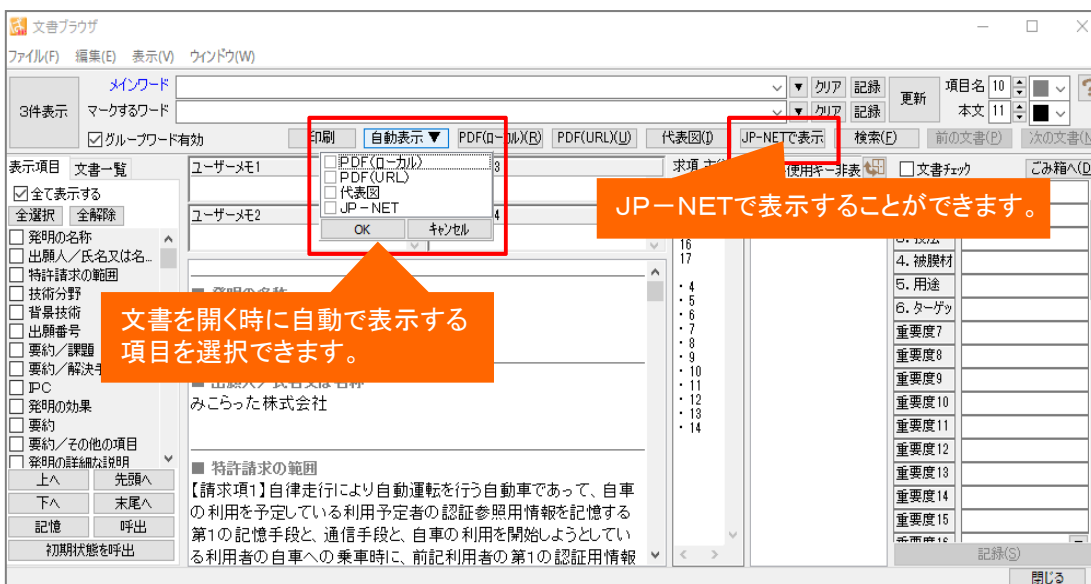 文書ブラウザ
ファイル(F) 編集(E) 表示(V) ウィンドウ(W)
メインワード
クリア 記録
項目名 10
3件表示
マークするワード
クリア 記録
更新
本文 11
グループワード有効
印刷 自動表示 ▼ PDF(ローカル)(R) PDF(URL)(U) 代表図(I) JP-NETで表示 検索(F) 前の文書(P) 次の文書(N
表示項目 文書一覧
ユーザーメモ1
3
文書チェック
ごみ箱へ(D
PDF(ローカル)
PDF(URL)
代表図
JP-NET
OK キャンセル
全て表示する
全選択 全解除
ユーザーメモ2
4
JP-NETで表示することができます。
発明の名称
出願人/氏名又は名...
特許請求の範囲
技術分野
背景技術
出願番号
要約/課題
要約/解決手
IPC
発明の効果
要約
要約/その他の項目
発明の詳細な説明
上へ 先頭へ
下へ 末尾へ
記憶 呼出
初期状態を呼出
文書を開く時に自動で表示する
項目を選択できます。
■ 出願人/氏名又は名称
みこらった株式会社
■ 特許請求の範囲
【請求項1】自律走行により自動運転を行う自動車であって、自車
の利用を予定している利用予定者の認証参照用情報を記憶する
第1の記憶手段と、通信手段と、自車の利用を開始しようとしてい
る利用者の自車への乗車時に、前記利用者の第1の認証用情報
16
17
・4
・5
・6
・7
・8
・9
・10
・11
・12
・13
・14
4. 被膜材
5. 用途
6. ターゲッ
重要度7
重要度8
重要度9
重要度10
重要度11
重要度12
重要度13
重要度14
重要度15
記録(S)
閉じる